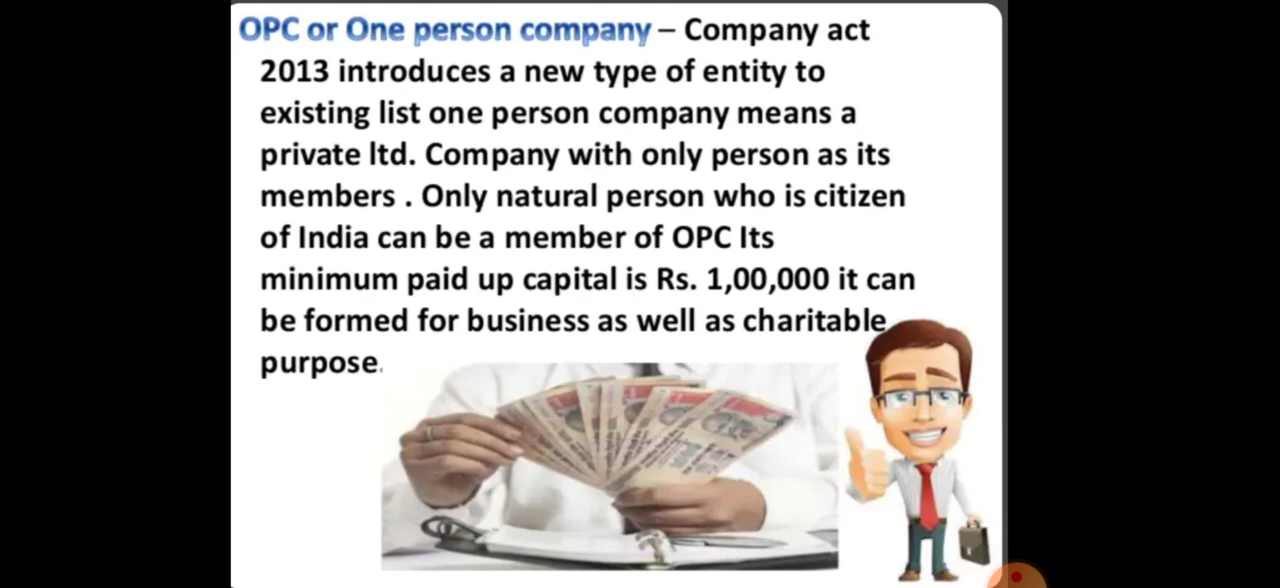 OPC or One person company – Company act
2013 introduces a new type of entity to
existing list one person company means a
private ltd. Company with only person as its
members . Only natural person who is citizen
of India can be a member of OPC Its
minimum paid up capital is Rs. 1,00,000 it can
be formed for business as well as charitable
purpose.